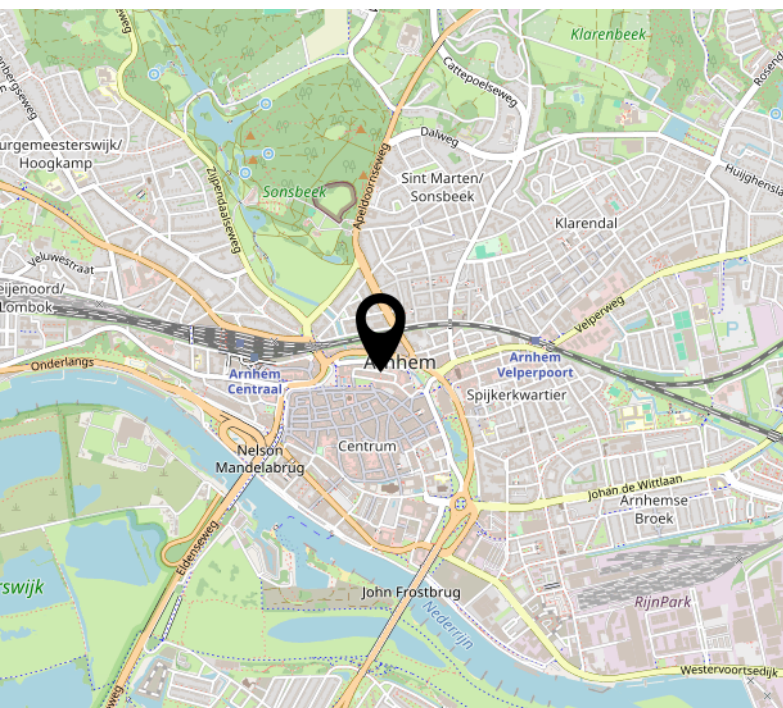 Klarenbeek
Cattepoelseweg
Dalweg
Apeldoornseweg
urgemeesterswijk/
Hoogkamp
Sonsbeek
Sint Marten/
Sonsbeek
Zijpendaalseweg
Klarendal
Huijghensla
Rosend
Veluwestraat
eijenoord/
Lombok
Velperweg
P
Onderlangs
Arnhem
Centraal
Arnhem
Arnhem
Velperpoort
Spijkerkwartier
Centrum
Nelson
Mandelabrug
Johan de Wittlaan
Arnhemse
Broek
Eldenseweg
rswijk
John Frostbrug
Nederrijn
RijnPark
Westervoortsedijk
weg